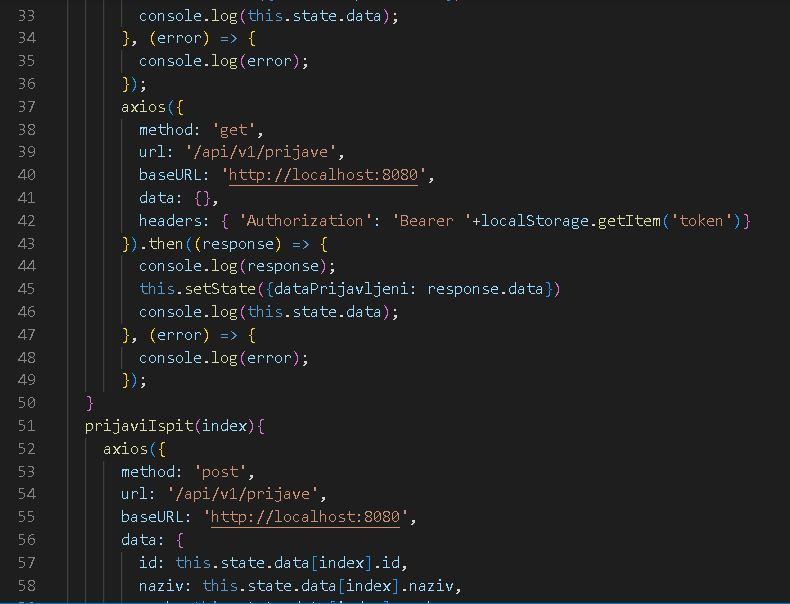 33 console.log(this.state.data);
34 }, (error) => {
35 console.log(error);
36 });
37 axios({
38 method: 'get',
39 url: '/api/v1/prijave',
40 baseURL: 'http://localhost:8080',
41 data: {},
42 headers: { 'Authorization': 'Bearer '+localStorage.getItem('token')}
43 }).then((response) => {
44 console.log(response);
45 this.setState({dataPrijavljeni: response.data})
46 console.log(this.state.data);
47 }, (error) => {
48 console.log(error);
49 });
50 }
51 prijaviIspit(index){
52 axios({
53 method: 'post',
54 url: '/api/v1/prijave',
55 baseURL: 'http://localhost:8080',
56 data: {
57 id: this.state.data[index].id,
58 naziv: this.state.data[index].naziv,